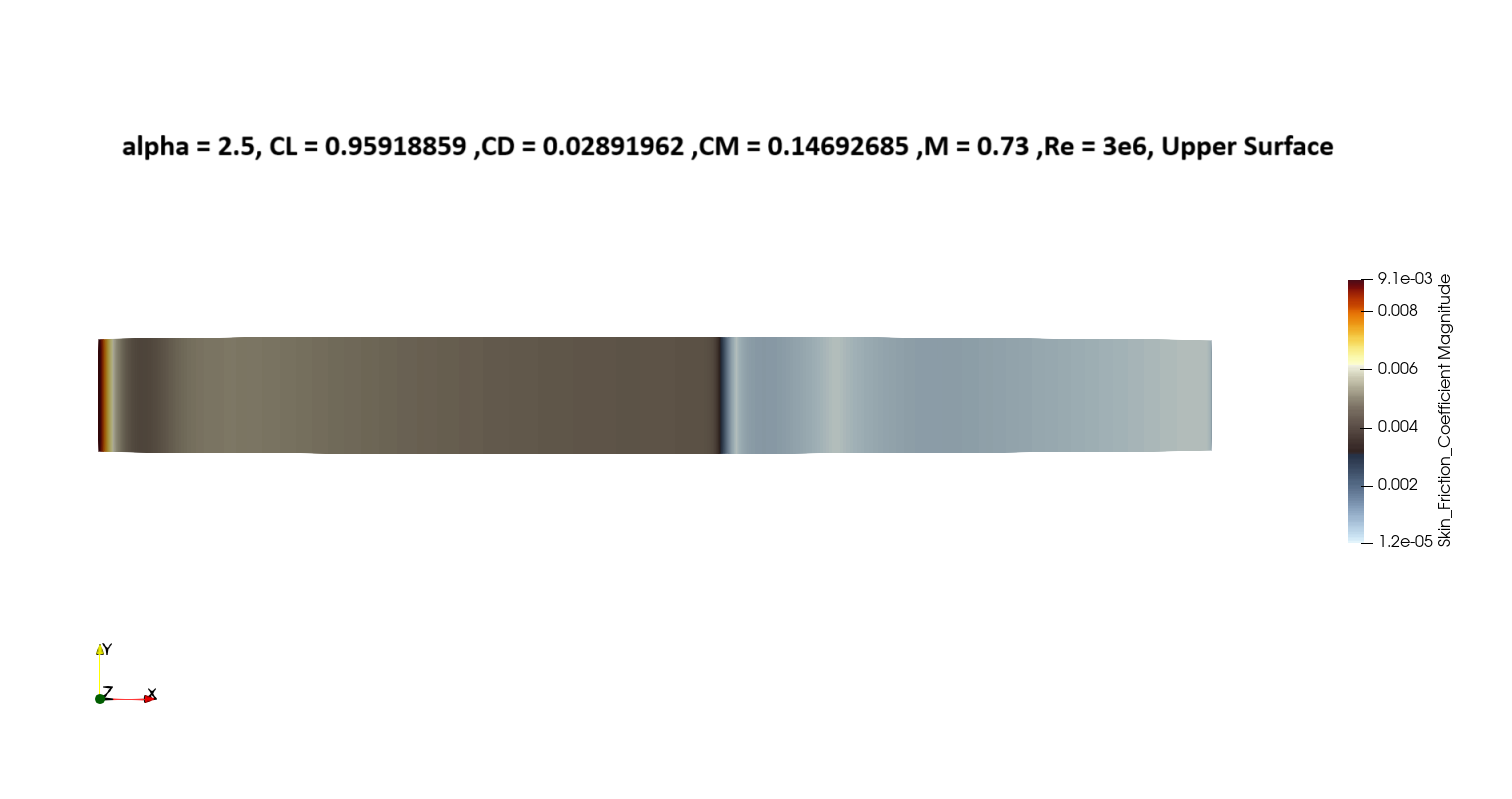 alpha = 2.5, CL = 0.95918859 ,CD = 0.02891962 ,CM = 0.14692685 ,M = 0.73 ,Re = 3e6, Upper Surface
9.1e-03
0.008
0.006
0.004
0.002
1.2e-05
Skin_Friction_Coefficient Magnitude
Y
Z
X